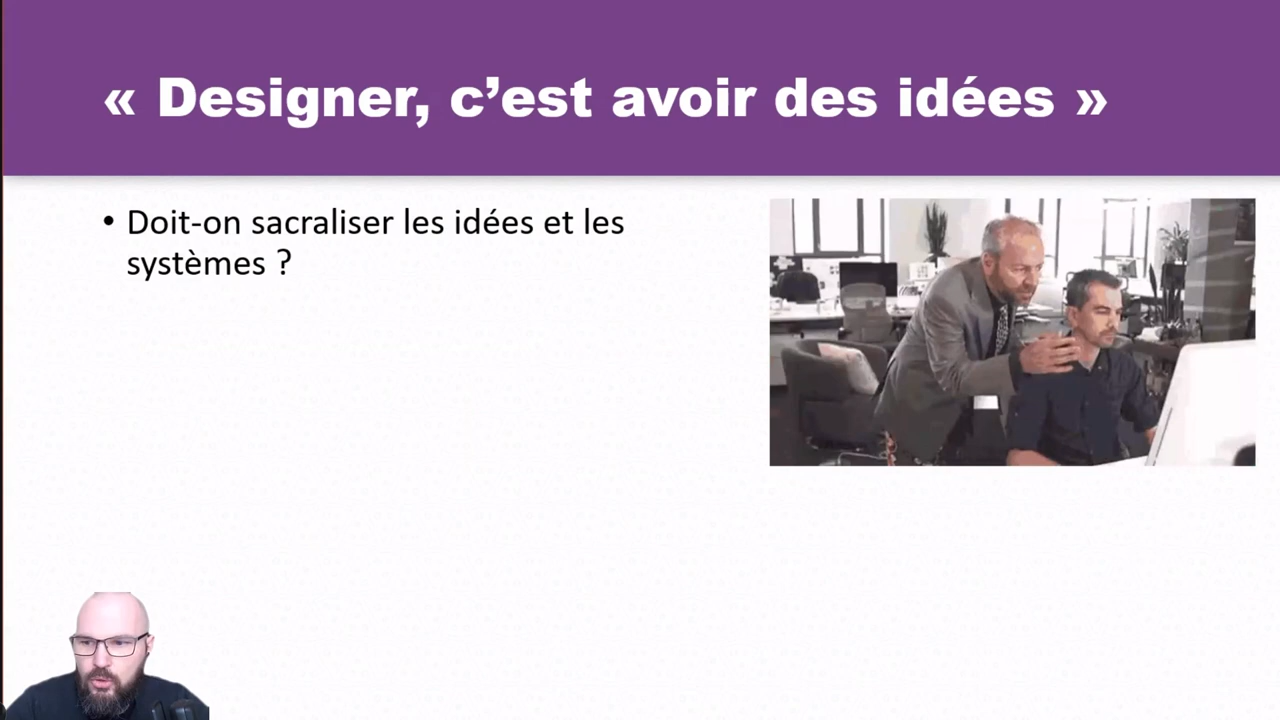 « Designer, c’est avoir des idées »
• Doit-on sacraliser les idées et les
systèmes ?